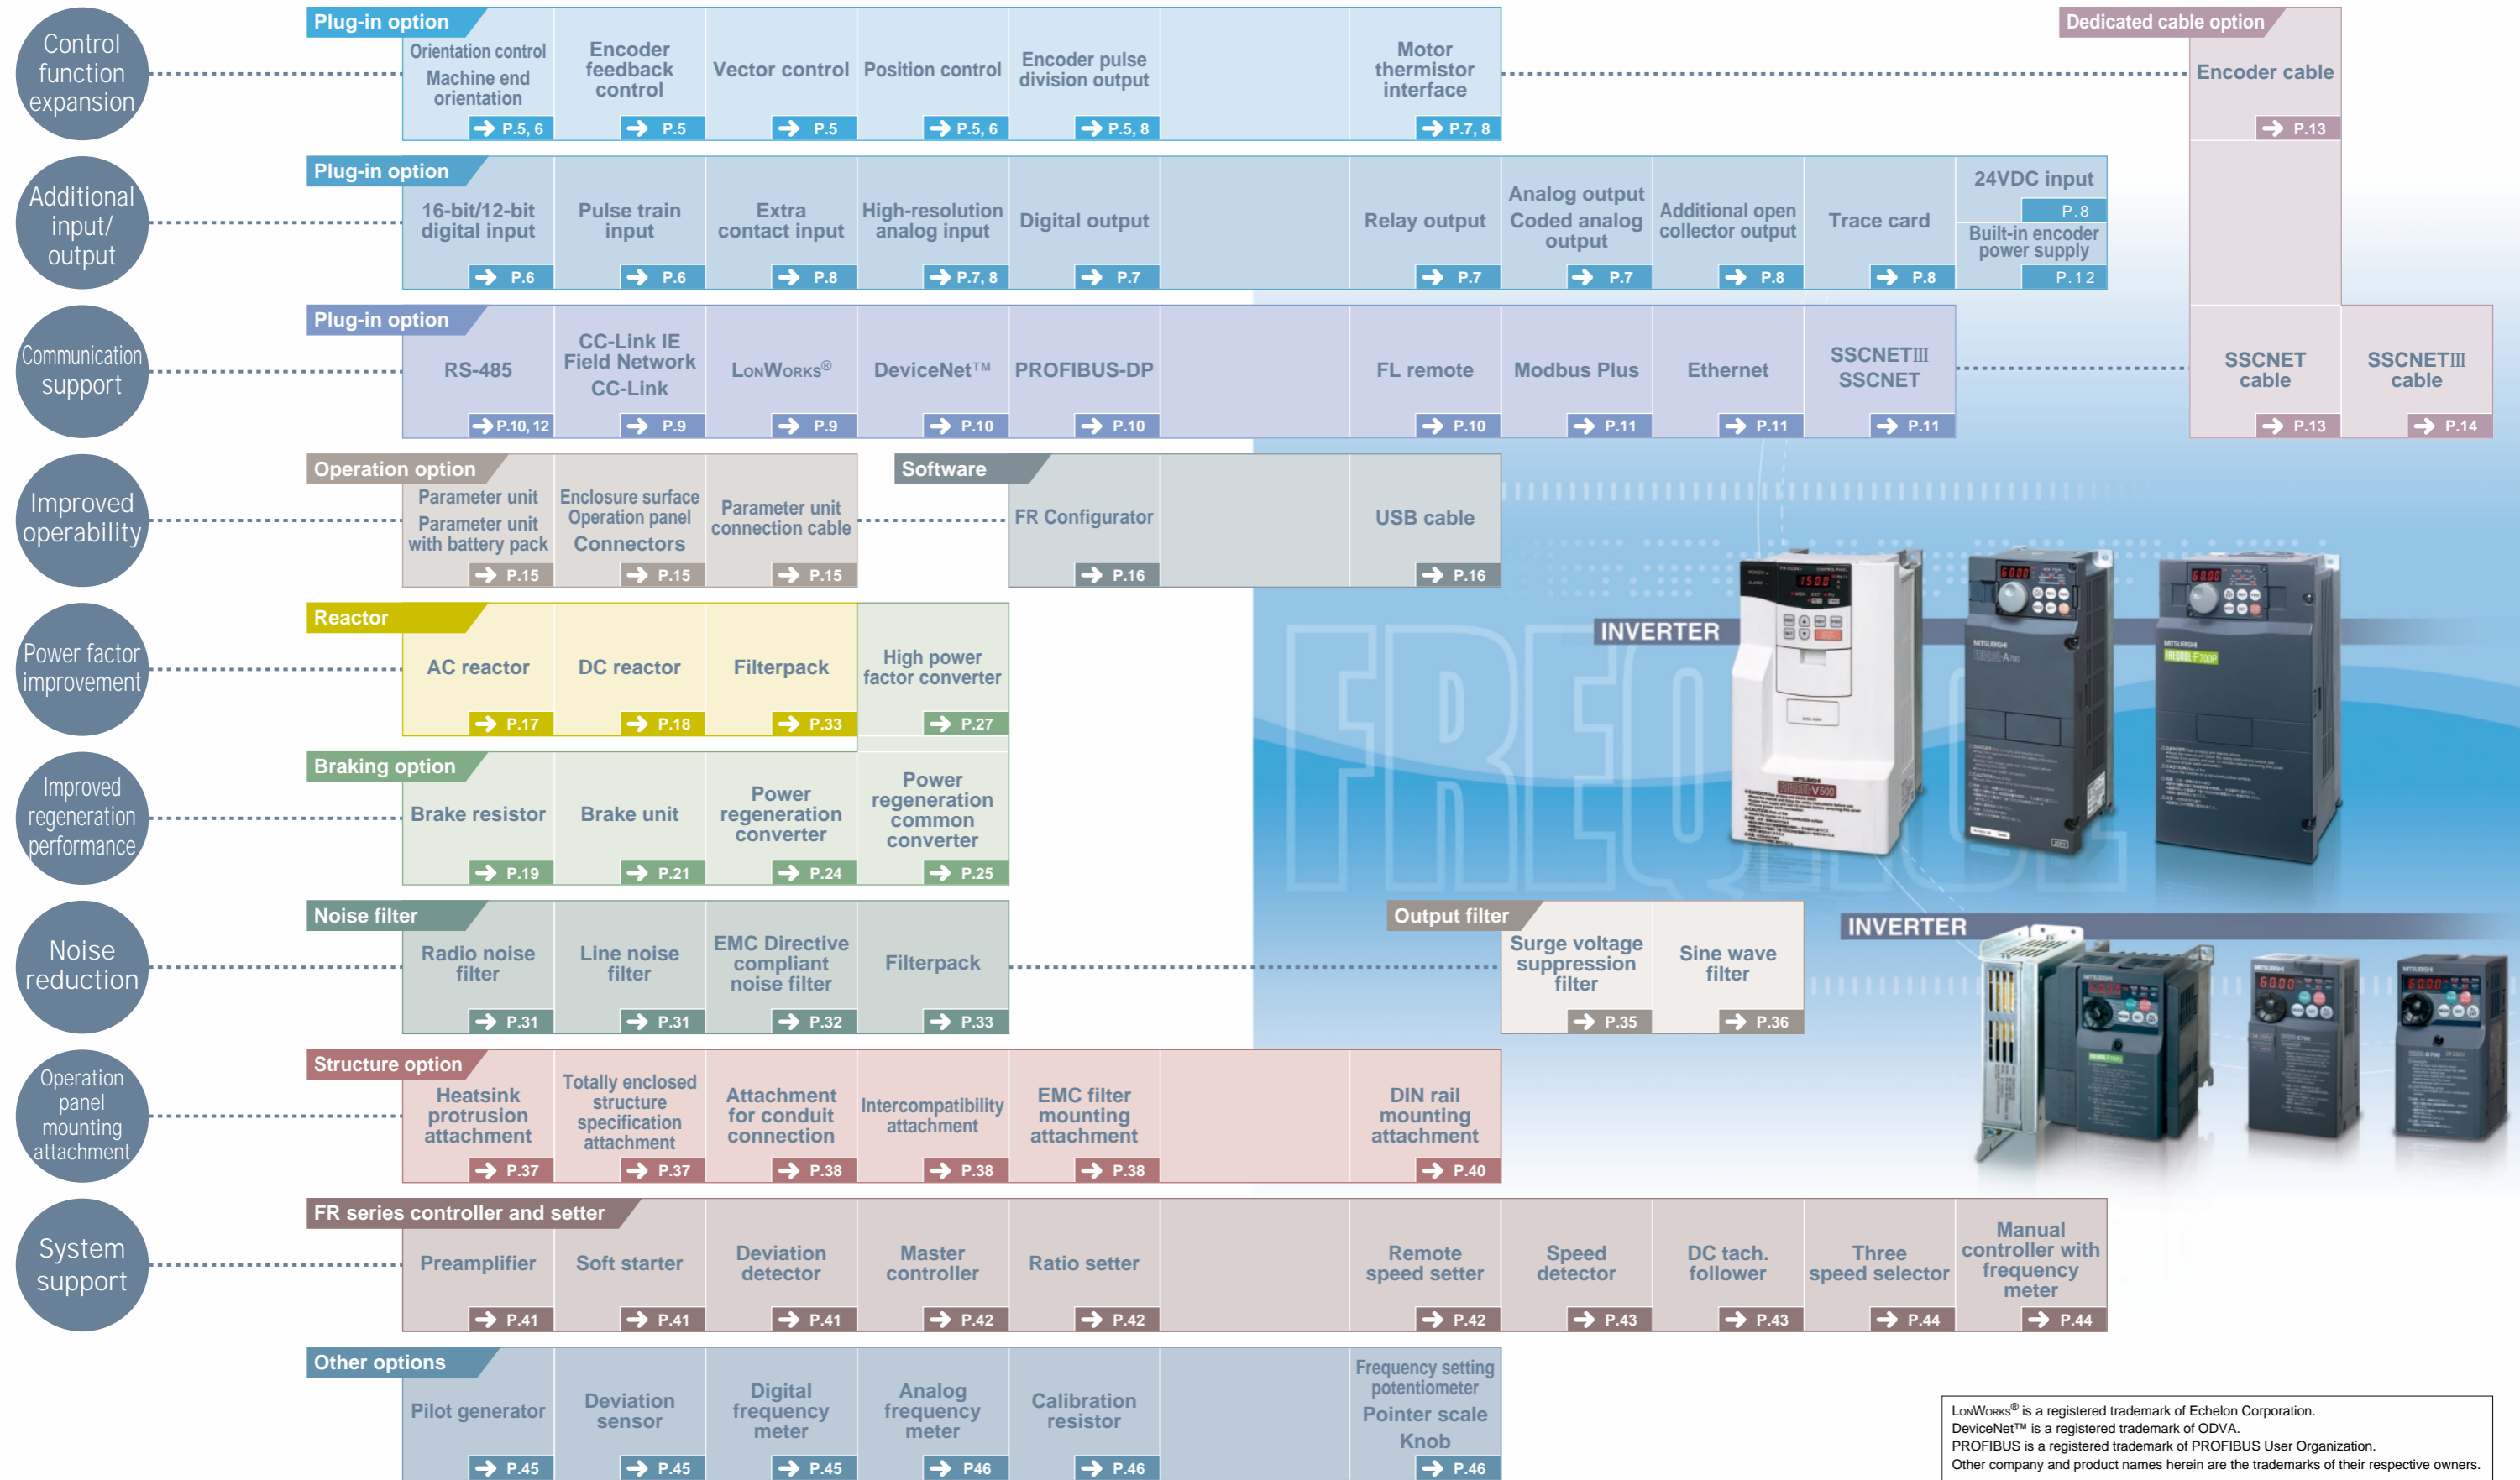 Control
function
expansion
Plug-in option
Orientation control
Machine end
orientation
→ P.5, 6
Encoder
feedback
control
→ P.5
Vector control
→ P.5
Position control
→ P.5, 6
Encoder pulse
division output
→ P.5, 8
Motor
thermistor
interface
→ P.7, 8
Dedicated cable option
Encoder cable
→ P.13
Additional
input/
output
Plug-in option
16-bit/12-bit
digital input
→ P.6
Pulse train
input
→ P.6
Extra
contact input
→ P.8
High-resolution
analog input
→ P.7, 8
Digital output
→ P.7
Relay output
→ P.7
Analog output
Coded analog
output
→ P.7
Additional open
collector output
→ P.8
Trace card
→ P.8
24VDC input
P.8
Built-in encoder
power supply
P.12
Communication
support
Plug-in option
RS-485
→ P.10, 12
CC-Link IE
Field Network
CC-Link
→ P.9
LONWORKS®
→ P.9
DeviceNet™
→ P.10
PROFIBUS-DP
→ P.10
FL remote
→ P.10
Modbus Plus
→ P.11
Ethernet
→ P.11
SSCNETⅢ
SSCNET
→ P.11
SSCNET
cable
→ P.13
SSCNETⅢ
cable
→ P.14
Improved
operability
Operation option
Parameter unit
Parameter unit
with battery pack
→ P.15
Enclosure surface
Operation panel
Connectors
→ P.15
Parameter unit
connection cable
→ P.15
Software
FR Configurator
→ P.16
USB cable
→ P.16
Power factor
improvement
Reactor
AC reactor
→ P.17
DC reactor
→ P.18
Filterpack
→ P.33
High power
factor converter
→ P.27
INVERTER
Improved
regeneration
performance
Braking option
Brake resistor
→ P.19
Brake unit
→ P.21
Power
regeneration
converter
→ P.24
Power
regeneration
common
converter
→ P.25
Noise
reduction
Noise filter
Radio noise
filter
→ P.31
Line noise
filter
→ P.31
EMC Directive
compliant
noise filter
→ P.32
Filterpack
→ P.33
Output filter
Surge voltage
suppression
filter
→ P.35
Sine wave
filter
→ P.36
INVERTER
Operation
panel
mounting
attachment
Structure option
Heatsink
protrusion
attachment
→ P.37
Totally enclosed
structure
specification
attachment
→ P.37
Attachment
for conduit
connection
→ P.38
Intercompatibility
attachment
→ P.38
EMC filter
mounting
attachment
→ P.38
DIN rail
mounting
attachment
→ P.40
System
support
FR series controller and setter
Preamplifier
→ P.41
Soft starter
→ P.41
Deviation
detector
→ P.41
Master
controller
→ P.42
Ratio setter
→ P.42
Remote
speed setter
→ P.42
Speed
detector
→ P.43
DC tach.
follower
→ P.43
Three
speed selector
→ P.44
Manual
controller with
frequency
meter
→ P.44
Other options
Pilot generator
→ P.45
Deviation
sensor
→ P.45
Digital
frequency
meter
→ P.45
Analog
frequency
meter
→ P46
Calibration
resistor
→ P.46
Frequency setting
potentiometer
Pointer scale
Knob
→ P.46
LONWORKS® is a registered trademark of Echelon Corporation.
DeviceNet™ is a registered trademark of ODVA.
PROFIBUS is a registered trademark of PROFIBUS User Organization.
Other company and product names herein are the trademarks of their respective owners.